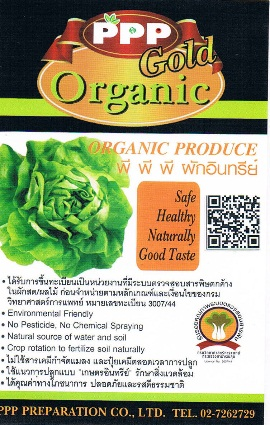 PPP
Gold
Organic
ORGANIC PRODUCE
พี พี พี ผักอินทรีย์
Safe
Healthy
Naturally
Good Taste
• ได้รับการขึ้นทะเบียนเป็นหน่วยงานที่มีระบบตรวจสอบสารพิษตกค้าง
ในผักสด/ผลไม้ ก่อนจำหน่ายตามหลักเกณฑ์และเงื่อนไขของกรม
วิทยาศาสตร์การแพทย์ หมายเลขทะเบียน 3007/44
• Environmental Friendly
• No Pesticide, No Chemical Spraying
• Natural source of water and soil
• Crop rotation to fertilize soil naturally
• ไม่ใช้สารเคมีกำจัดแมลง และปุ๋ยเคมีตลอดเวลาการปลูก
• ใช้แนวการปลูกแบบ "เกษตรอินทรีย์" รักษาสิ่งแวดล้อม
• ได้คุณค่าทางโภชนาการ ปลอดภัยและรสดีธรรมชาติ
PPP PREPARATION CO., LTD. TEL. 02-7262729